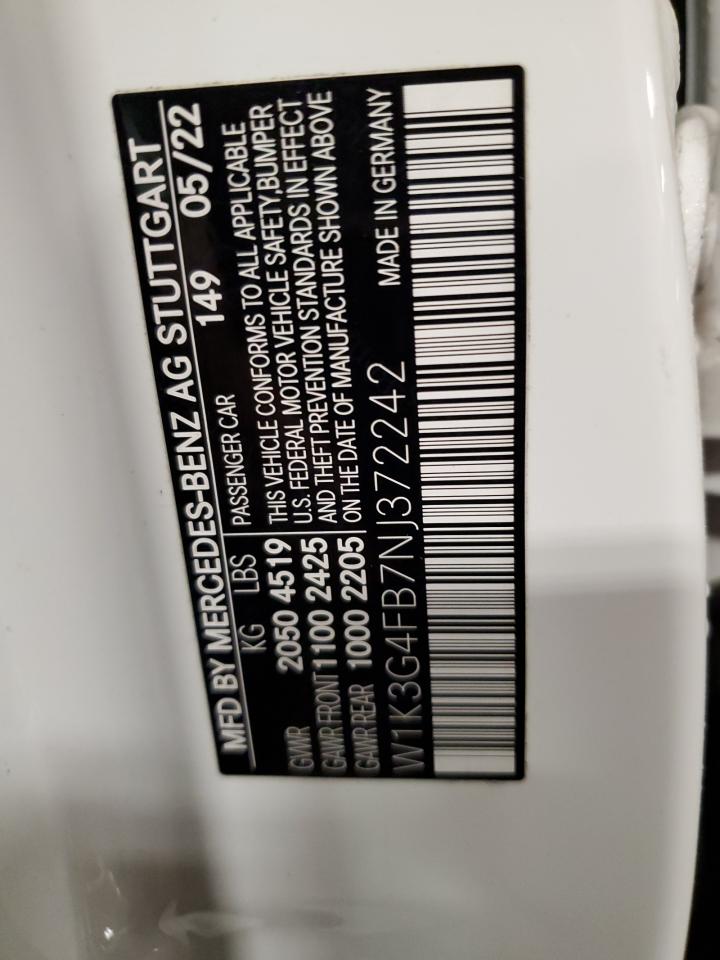 MFD BY MERCEDES-BENZ AG STUTTGART
KG LBS PASSENGER CAR 149 05/22
GVWR 2050 4519 THIS VEHICLE CONFORMS TO ALL APPLICABLE
U.S. FEDERAL MOTOR VEHICLE SAFETY,BUMPER
GAWR FRONT 1100 2425 AND THEFT PREVENTION STANDARDS IN EFFECT
GAWR REAR 1000 2205 ON THE DATE OF MANUFACTURE SHOWN ABOVE
W1K3G4FB7NJ372242 MADE IN GERMANY